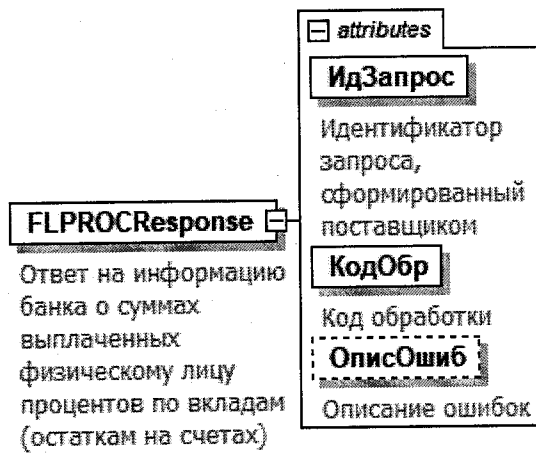 attributes
ИдЗапрос
Идентификатор
запроса,
сформированный
поставщиком
FLPROCResponse
Ответ на информацию
банка о суммах
выплаченных
физическому лицу
процентов по вкладам
(остаткам на счетах)
КодОбр
Код обработки
ОписОшиб
Описание ошибок